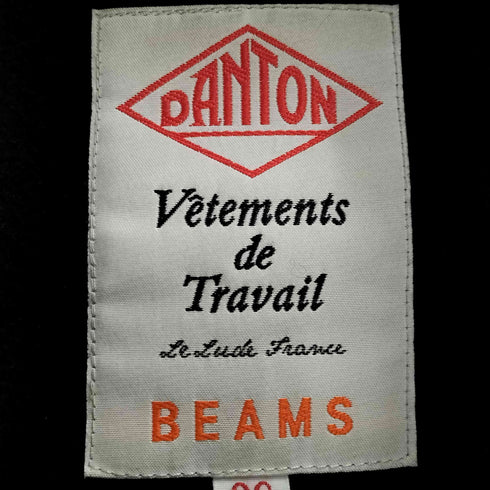 DANTON
Vêtements
de
Travail
Le Lude France
BEAMS